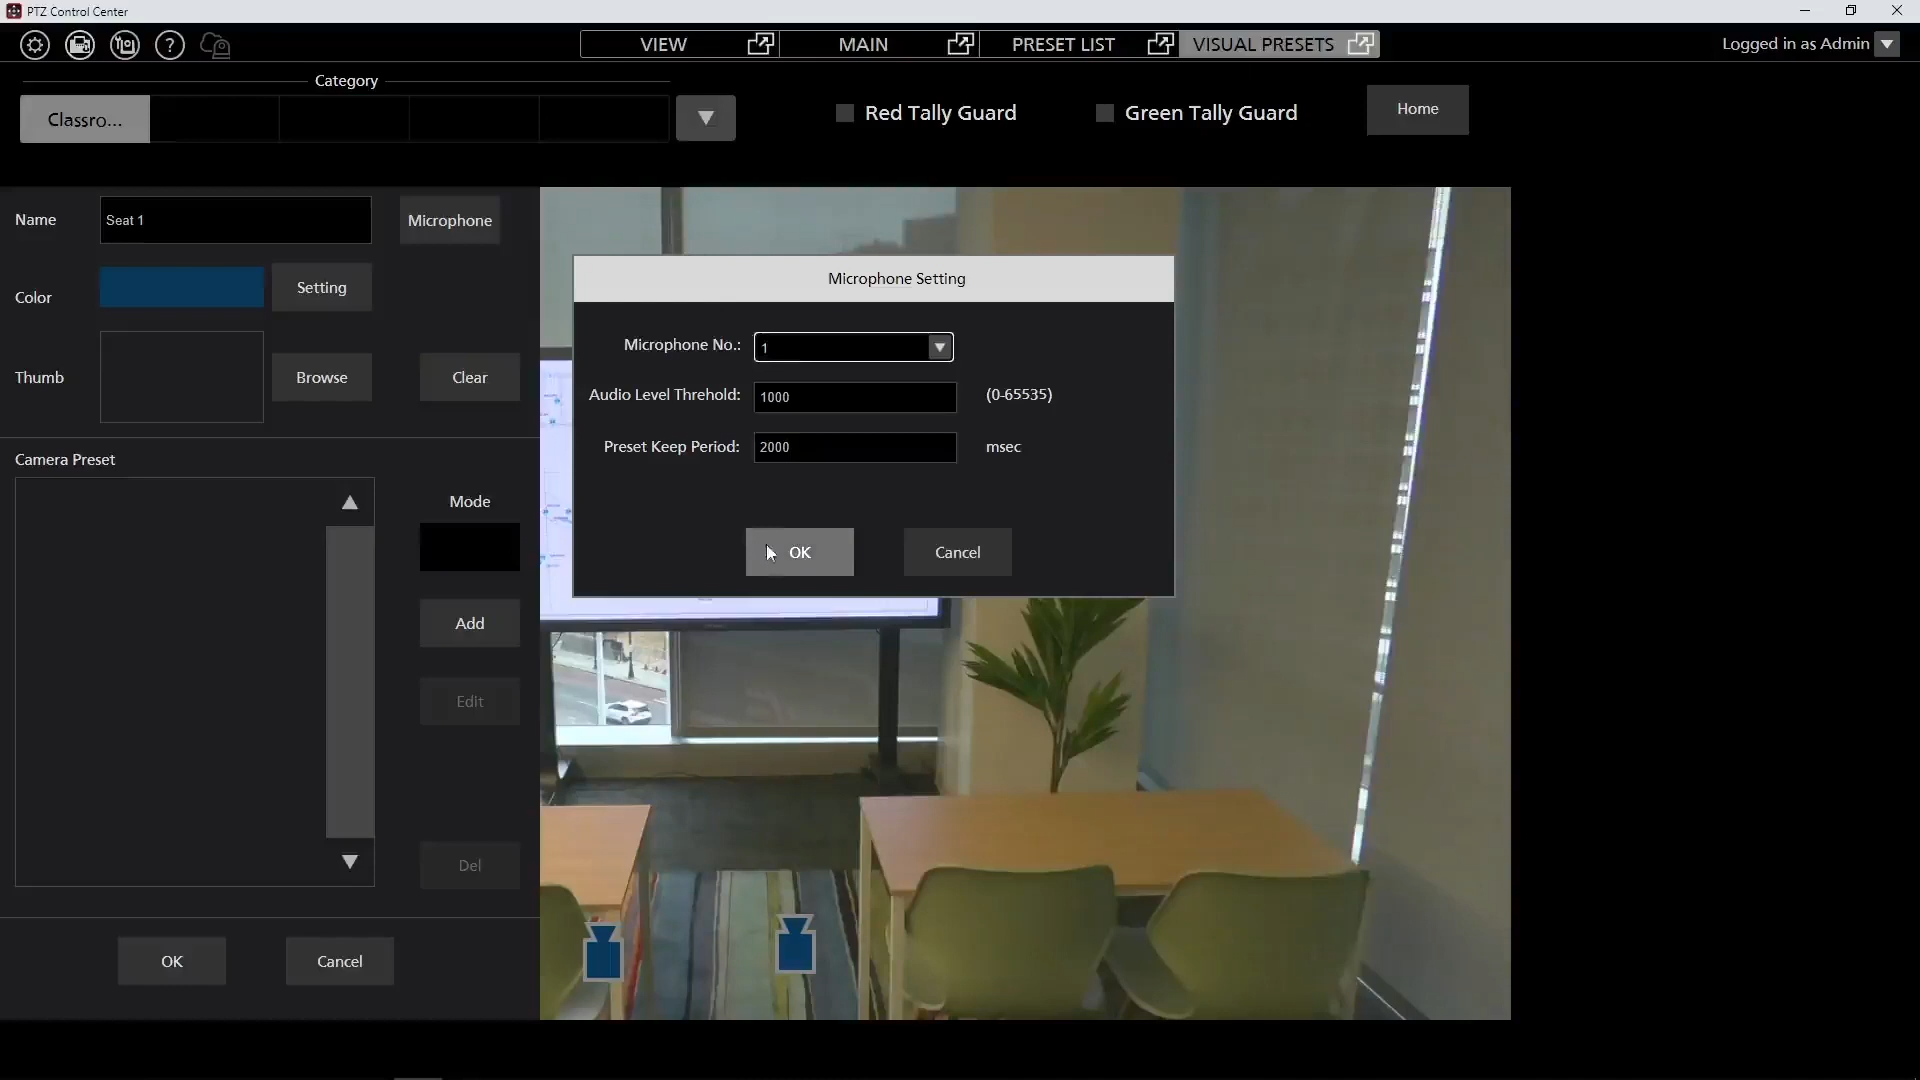 PTZ Control Center
?
VIEW
MAIN
PRESET LIST
VISUAL PRESETS
Logged in as Admin
Category
Classro...
Red Tally Guard
Green Tally Guard
Home
Name
Seat 1
Microphone
Color
Setting
Thumb
Browse
Clear
Camera Preset
Mode
Add
Edit
Del
OK
Cancel
Microphone Setting
Microphone No.:
1
Audio Level Threhold:
1000
(0-65535)
Preset Keep Period:
2000
msec
OK
Cancel